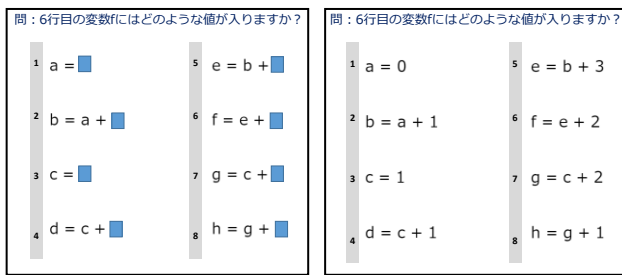 問：6行目の変数fにはどのような値が入りますか？
1 a =
2 b = a +
3 c =
4 d = c +
5 e = b +
6 f = e +
7 g = c +
8 h = g +
問：6行目の変数fにはどのような値が入りますか？
1 a = 0
2 b = a + 1
3 c = 1
4 d = c + 1
5 e = b + 3
6 f = e + 2
7 g = c + 2
8 h = g + 1